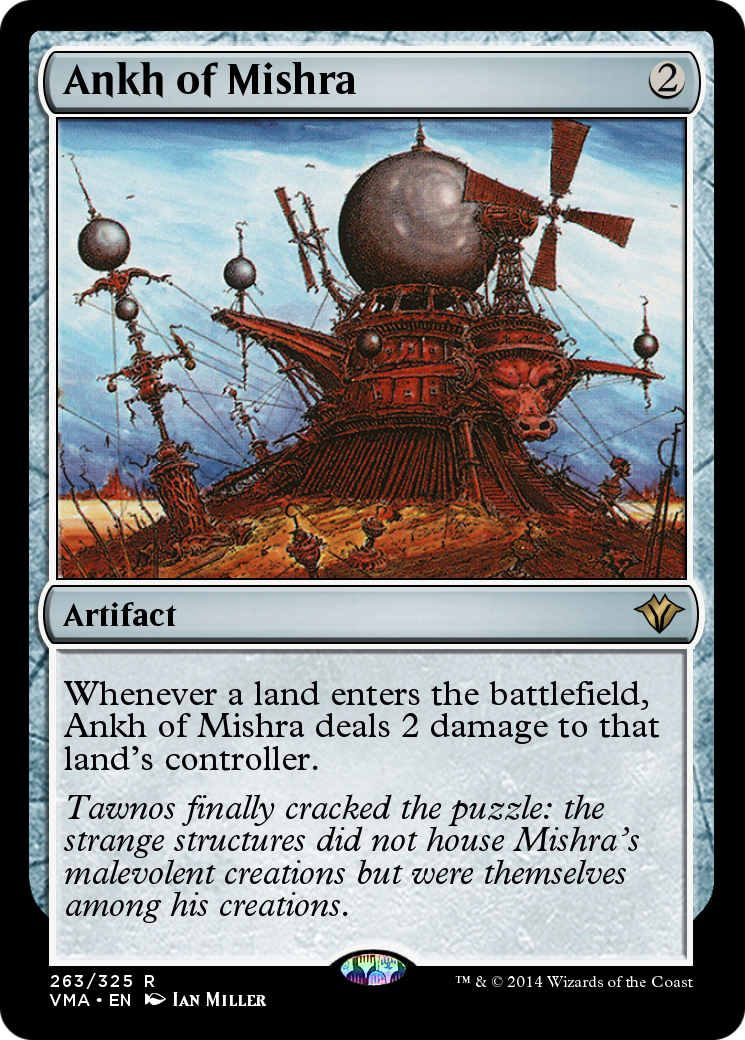 Ankh of Mishra
2
Artifact
Whenever a land enters the battlefield,
Ankh of Mishra deals 2 damage to that
land's controller.
Tawnos finally cracked the puzzle: the
strange structures did not house Mishra's
malevolent creations but were themselves
among his creations.
263/325 R
VMA • EN Ian Miller
™ & © 2014 Wizards of the Coast